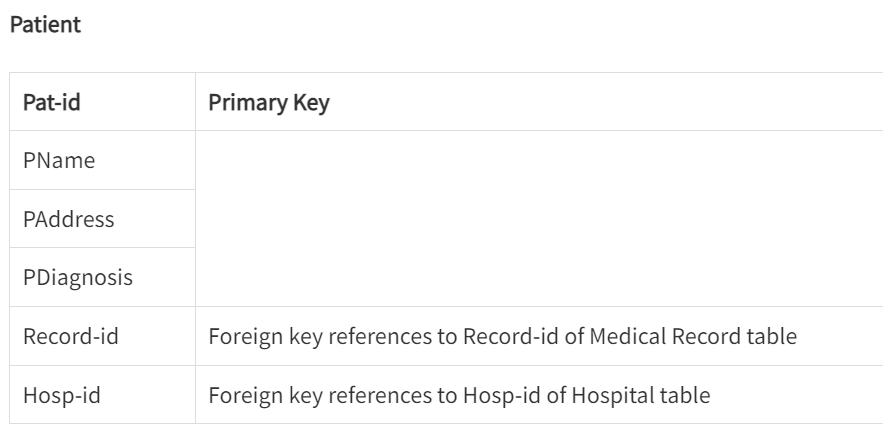 Patient
Pat-id Primary Key
PName
PAddress
PDiagnosis
Record-id Foreign key references to Record-id of Medical Record table
Hosp-id Foreign key references to Hosp-id of Hospital table